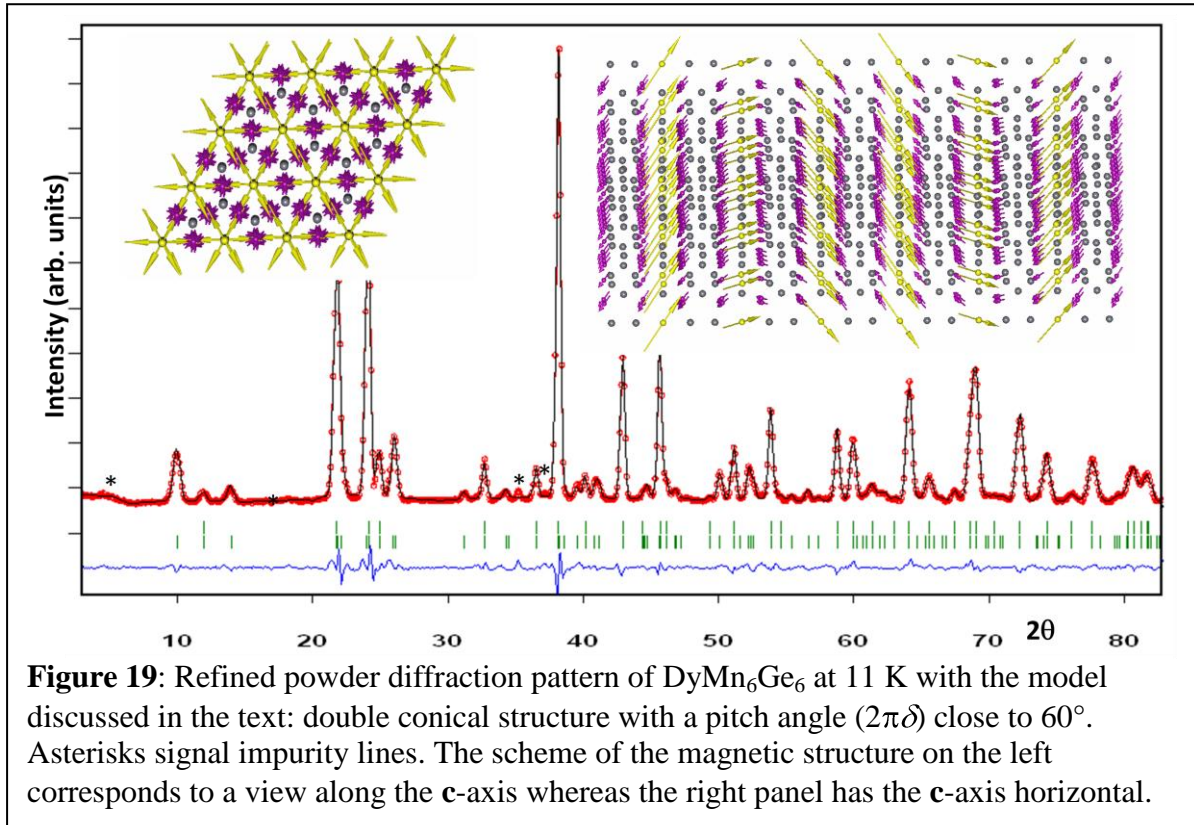 Intensity (arb. units)
*
*
*
*
10 20 30 40 50 60 70 2θ 80
Figure 19: Refined powder diffraction pattern of DyMn₆Ge₆ at 11 K with the model
discussed in the text: double conical structure with a pitch angle (2πδ) close to 60°.
Asterisks signal impurity lines. The scheme of the magnetic structure on the left
corresponds to a view along the c-axis whereas the right panel has the c-axis horizontal.